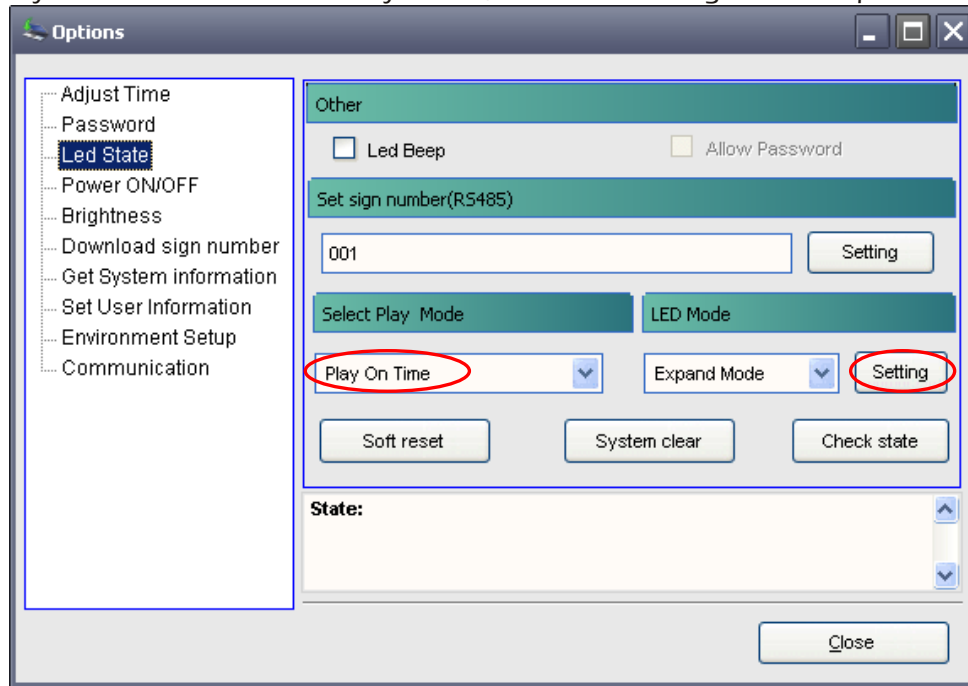 Options
Adjust Time
Password
Led State
Power ON/OFF
Brightness
Download sign number
Get System information
Set User Information
Environment Setup
Communication
Other
Led Beep
Allow Password
Set sign number(RS485)
001
Setting
Select Play Mode
LED Mode
Play On Time
Expand Mode
Setting
Soft reset
System clear
Check state
State:
Close